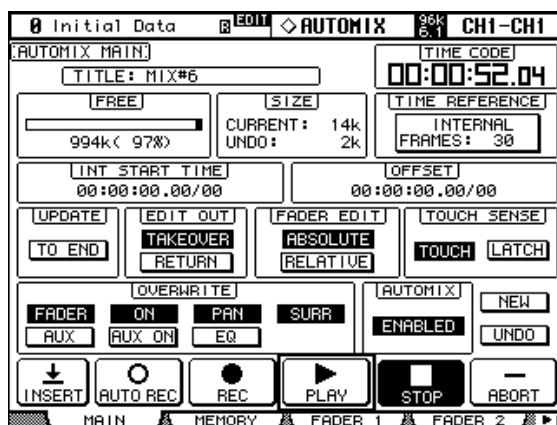 0 Initial Data R EDIT ◇AUTOMIX 96k 6.1 CH1-CH1
AUTOMIX MAIN
TITLE: MIX#6
TIME CODE
00:00:52.04
FREE
994k( 97%)
SIZE
CURRENT: 14k
UNDO: 2k
TIME REFERENCE
INTERNAL
FRAMES: 30
INT START TIME
00:00:00.00/00
OFFSET
00:00:00.00/00
UPDATE
TO END
EDIT OUT
TAKEOVER
RETURN
FADER EDIT
ABSOLUTE
RELATIVE
TOUCH SENSE
TOUCH LATCH
OVERWRITE
FADER ON PAN SURR
AUX AUX ON EQ
AUTOMIX
ENABLED
NEW
UNDO
INSERT AUTO REC REC PLAY STOP ABORT
MAIN MEMORY FADER 1 FADER 2